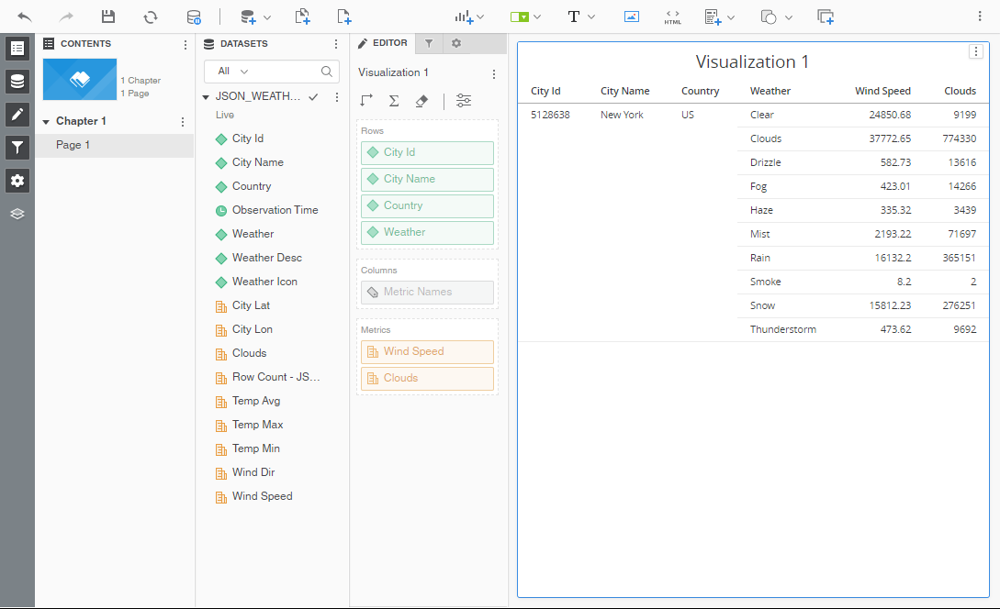 T
HTML
CONTENTS
1 Chapter
1 Page
Chapter 1
Page 1
DATASETS
All
JSON_WEATH...
Live
City Id
City Name
Country
Observation Time
Weather
Weather Desc
Weather Icon
City Lat
City Lon
Clouds
Row Count - JS...
Temp Avg
Temp Max
Temp Min
Wind Dir
Wind Speed
EDITOR
Visualization 1
Rows
City Id
City Name
Country
Weather
Columns
Metric Names
Metrics
Wind Speed
Clouds
Visualization 1
City Id City Name Country Weather Wind Speed Clouds
5128638 New York US Clear 24850.68 9199
Clouds 37772.65 774330
Drizzle 582.73 13616
Fog 423.01 14266
Haze 335.32 3439
Mist 2193.22 71697
Rain 16132.2 365151
Smoke 8.2 2
Snow 15812.23 276251
Thunderstorm 473.62 9692